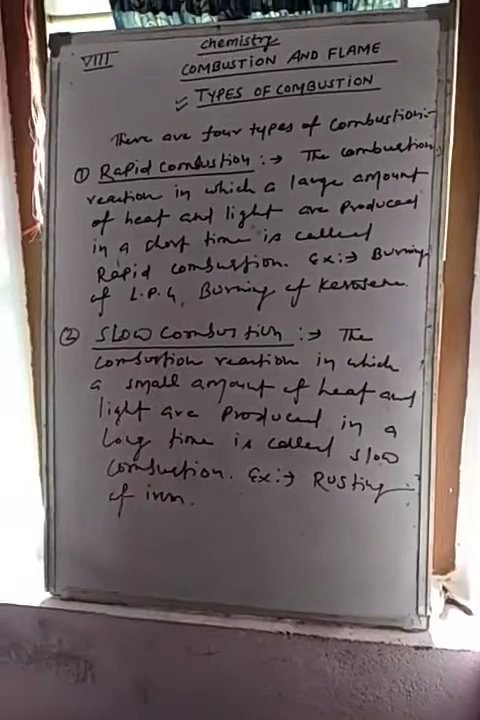 VIII
Chemistry
COMBUSTION AND FLAME
TYPES OF COMBUSTION
There are four types of Combustion:-
① Rapid combustion :→ The combustion
reaction in which a large amount
of heat and light are produced
in a short time is called
Rapid combustion. Ex:→ Burning
of L.P.G, Burning of Kerosene.
② SLOW Combustion :→ The
Combustion reaction in which
a small amount of heat and
light are produced in a
long time is called slow
Combustion. Ex:→ Rusting
of iron.